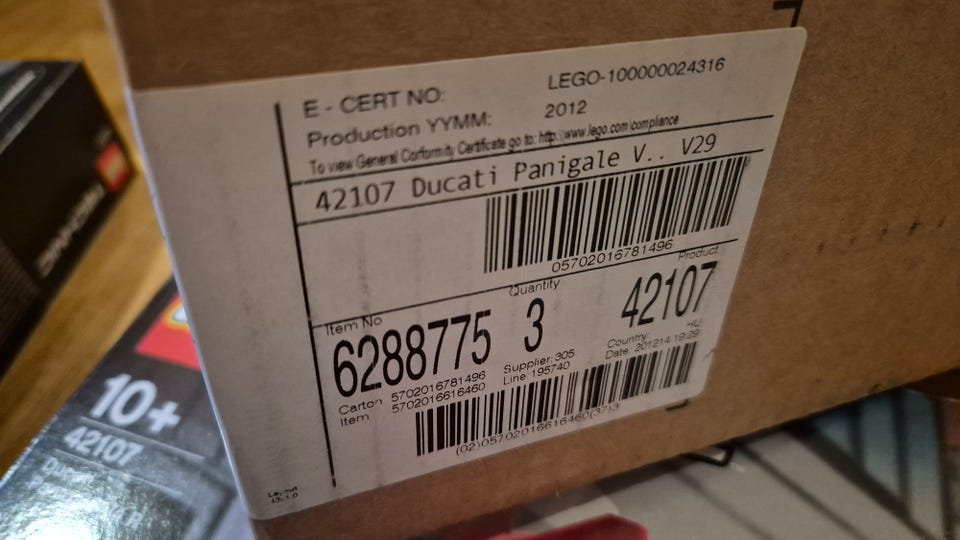 E - CERT NO: LEGO-100000024316
Production YYMM: 2012
To view General Conformity Certificate go to: http://www.lego.com/compliance
42107 Ducati Panigale V.. V29
05702016781496
Item No Quantity Product
6288775 3 42107
Carton 5702016781496 Supplier: 305 Country: HU
Item 5702016616460 Line: 195740 Date: 201214 19:29
(02)05702016616460(37)3
Layout
TECHNIC
10+
42107